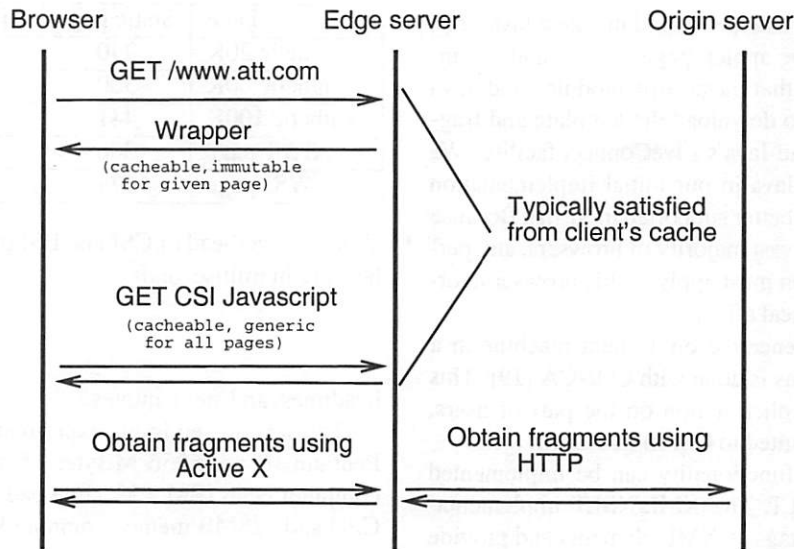 Browser
Edge server
Origin server
GET /www.att.com
Wrapper
(cacheable,immutable
for given page)
Typically satisfied
from client's cache
GET CSI Javascript
(cacheable, generic
for all pages)
Obtain fragments using
Active X
Obtain fragments using
HTTP